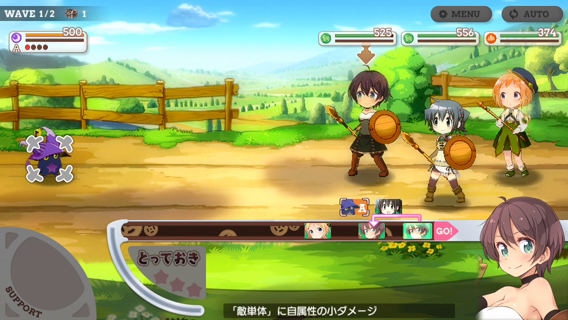 WAVE 1/2 1
MENU
AUTO
500
A
525
556
374
A
GO!
とっておき
SUPPORT
「敵単体」に自属性の小ダメージ